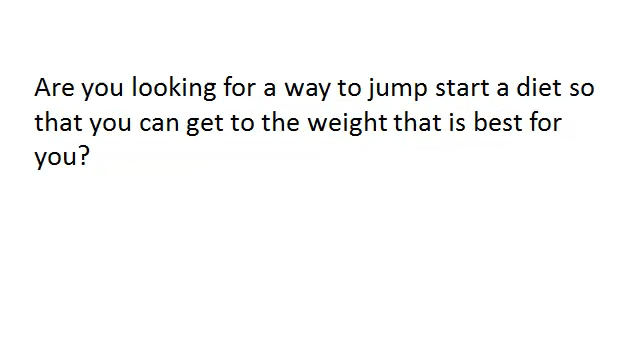 Are you looking for a way to jump start a diet so
that you can get to the weight that is best for
you?